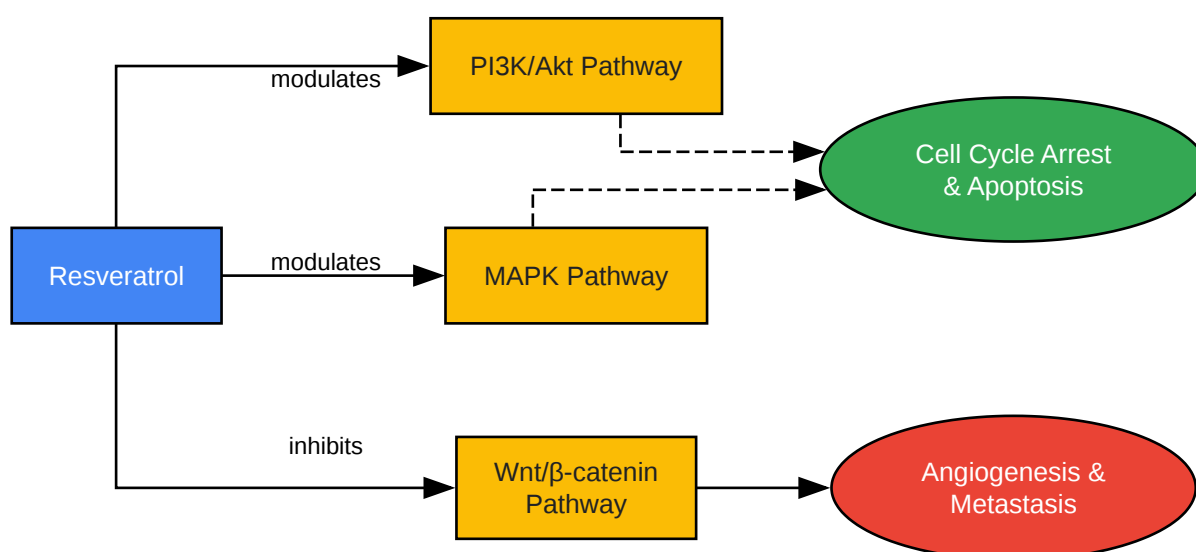 PI3K/Akt Pathway
modulates
Cell Cycle Arrest
& Apoptosis
Resveratrol
modulates
MAPK Pathway
inhibits
Wnt/β-catenin
Pathway
Angiogenesis &
Metastasis